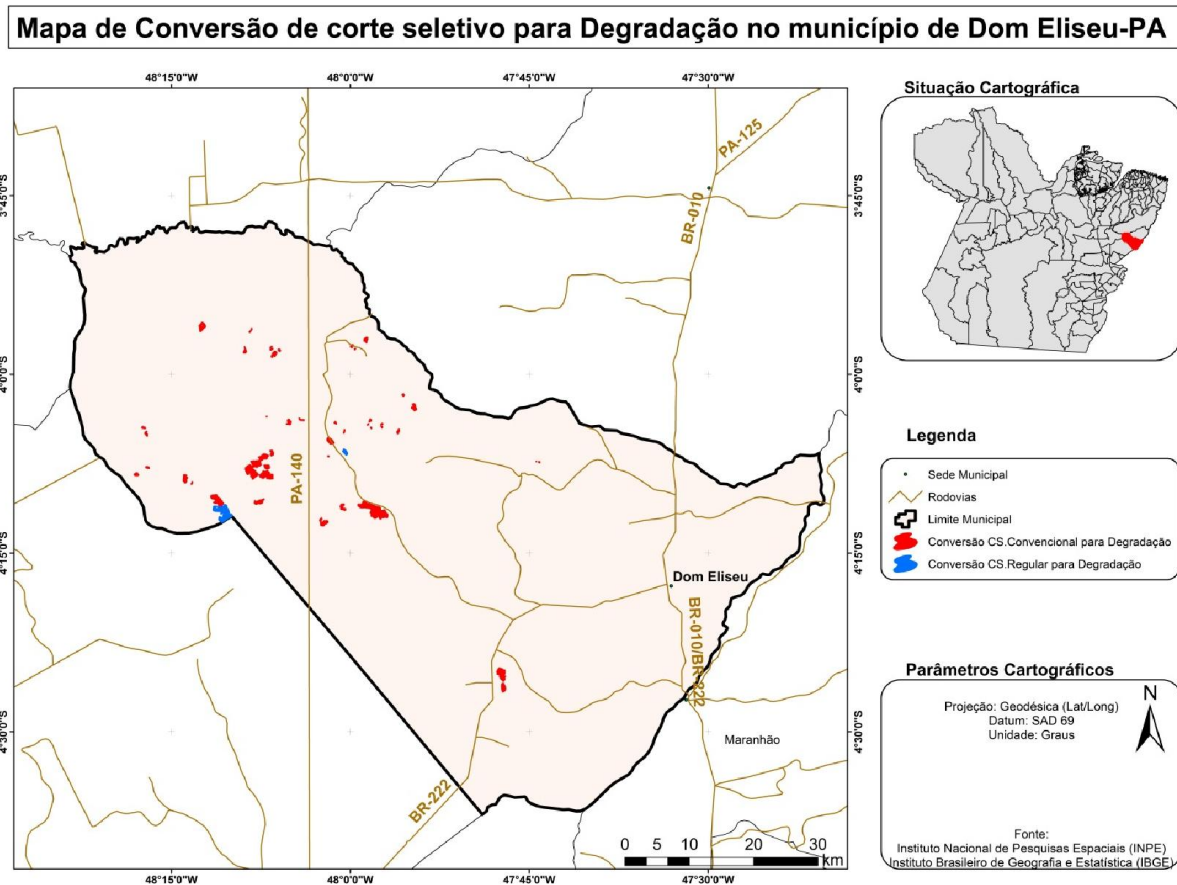 Mapa de Conversão de corte seletivo para Degradação no município de Dom Eliseu-PA
48°15'0"W
48°0'0"W
47°45'0"W
47°30'0"W
3°45'0"S
4°0'0"S
4°15'0"S
4°30'0"S
3°45'0"S
4°0'0"S
4°15'0"S
4°30'0"S
PA-125
BR-010
PA-140
Dom Eliseu
BR-010/BR-222
Maranhão
BR-222
0 5 10 20 30
km
48°15'0"W
48°0'0"W
47°45'0"W
47°30'0"W
Situação Cartográfica
Legenda
Sede Municipal
Rodovias
Limite Municipal
Conversão CS.Convencional para Degradação
Conversão CS.Regular para Degradação
Parâmetros Cartográficos
Projeção: Geodésica (Lat/Long)
Datum: SAD 69
Unidade: Graus
N
Fonte:
Instituto Nacional de Pesquisas Espaciais (INPE)
Instituto Brasileiro de Geografia e Estatística (IBGE)